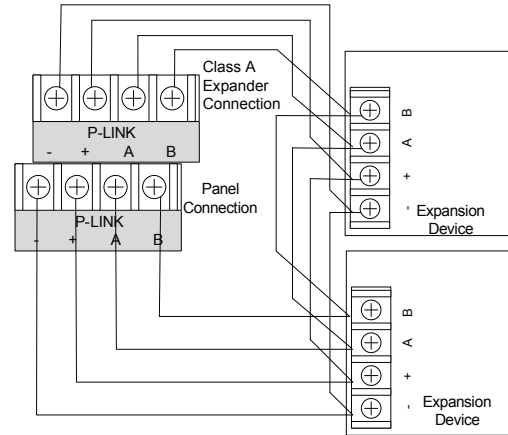 Class A
Expander
Connection
P-LINK
- + A B
Panel
Connection
P-LINK
- + A B
B
A
+
-
Expansion
Device
B
A
+
-
Expansion
Device